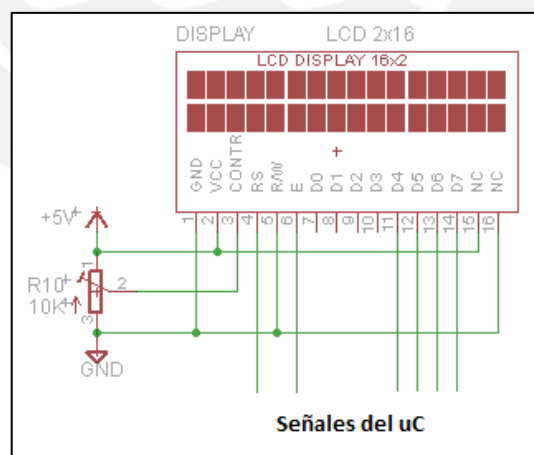 DISPLAY LCD 2x16
LCD DISPLAY 16x2
GND VCC CONTR RS R/W E D0 D1 D2 D3 D4 D5 D6 D7 NC NC
1 2 3 4 5 6 7 8 9 10 11 12 13 14 15 16
+5V
1
R10 2
10K
3
GND
Señales del uC